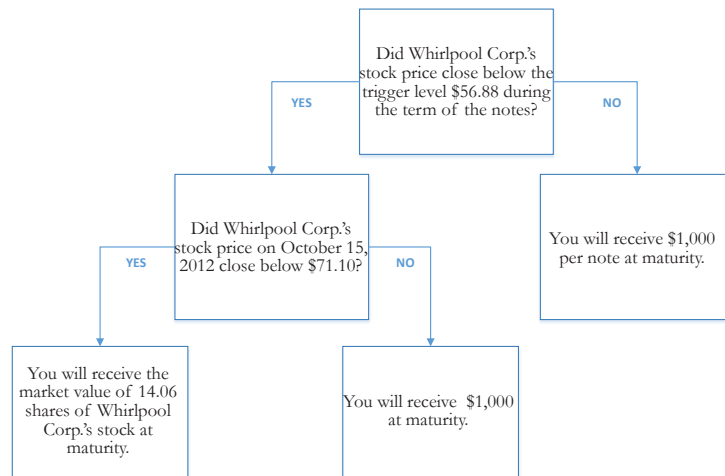 Did Whirlpool Corp.'s
stock price close below the
trigger level $56.88 during
the term of the notes?
YES
NO
Did Whirlpool Corp.'s
stock price on October 15,
2012 close below $71.10?
You will receive $1,000
per note at maturity.
YES
NO
You will receive the
market value of 14.06
shares of Whirlpool
Corp.'s stock at
maturity.
You will receive $1,000
at maturity.